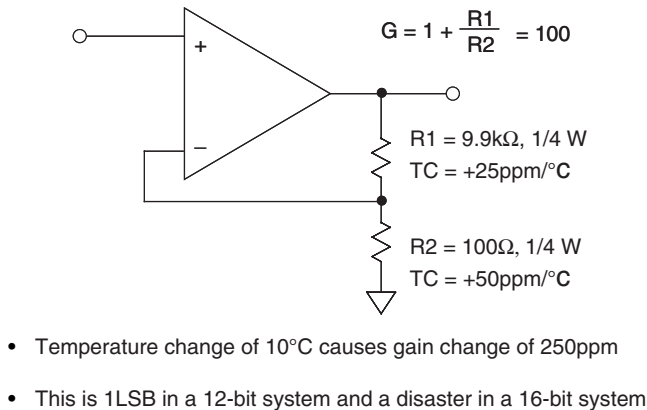 G = 1 + R1/R2 = 100
+
−
R1 = 9.9kΩ, 1/4 W
TC = +25ppm/°C
R2 = 100Ω, 1/4 W
TC = +50ppm/°C
• Temperature change of 10°C causes gain change of 250ppm
• This is 1LSB in a 12-bit system and a disaster in a 16-bit system